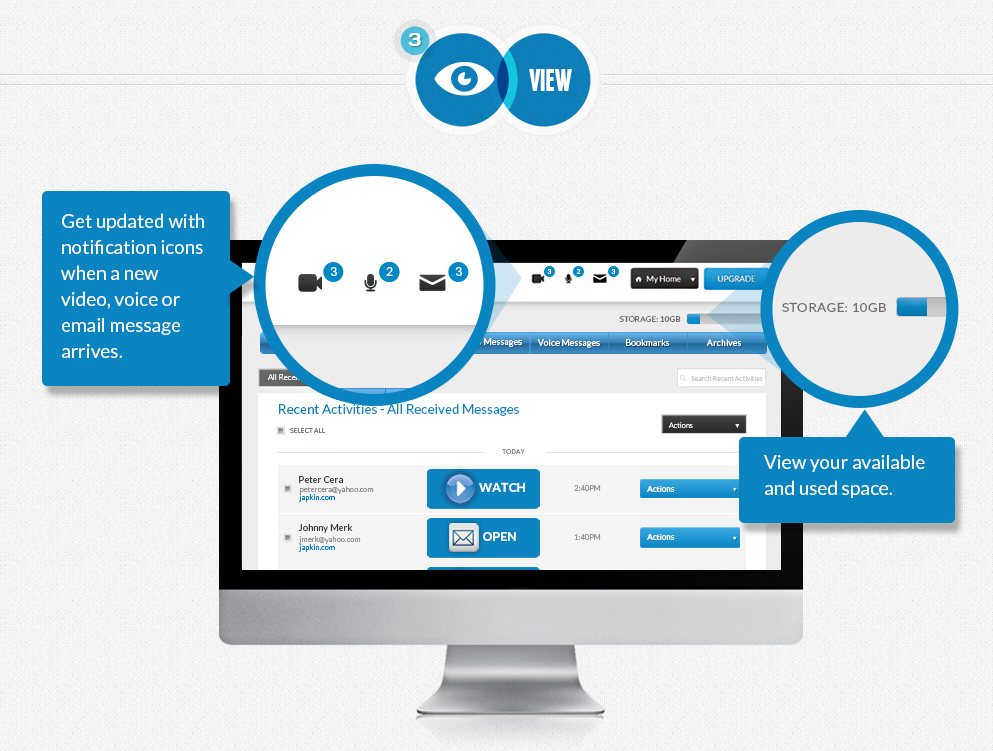 3
VIEW
Get updated with
notification icons
when a new
video, voice or
email message
arrives.
3
2
3
3
2
3
My Home
UPGRADE
STORAGE: 10GB
STORAGE: 10GB
Messages
Voice Messages
Bookmarks
Archives
All
Search Recent Activities
Recent Activities - All Received Messages
SELECT ALL
Actions
TODAY
View your available
and used space.
Peter Cera
petercera@yahoo.com
japkin.com
WATCH
2:40PM
Actions
Johnny Merk
jmerk@yahoo.com
japkin.com
OPEN
1:40PM
Actions